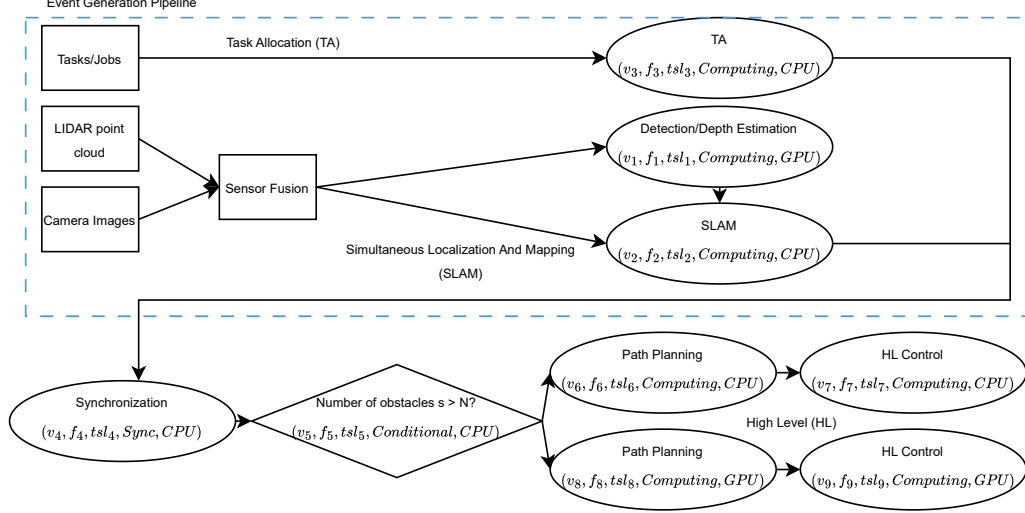 Event Generation Pipeline
Tasks/Jobs
Task Allocation (TA)
TA
(v₃, f₃, tsl₃, Computing, CPU)
LIDAR point
cloud
Detection/Depth Estimation
(v₁, f₁, tsl₁, Computing, GPU)
Sensor Fusion
Camera Images
SLAM
(v₂, f₂, tsl₂, Computing, CPU)
Simultaneous Localization And Mapping
(SLAM)
Synchronization
(v₄, f₄, tsl₄, Sync, CPU)
Number of obstacles s > N?
(v₅, f₅, tsl₅, Conditional, CPU)
Path Planning
(v₆, f₆, tsl₆, Computing, CPU)
HL Control
(v₇, f₇, tsl₇, Computing, CPU)
High Level (HL)
Path Planning
(v₈, f₈, tsl₈, Computing, GPU)
HL Control
(v₉, f₉, tsl₉, Computing, GPU)